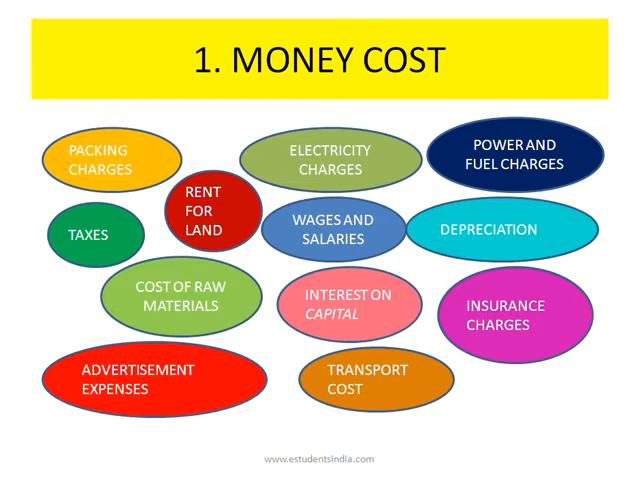 1. MONEY COST
PACKING
CHARGES
ELECTRICITY
CHARGES
POWER AND
FUEL CHARGES
RENT
FOR
LAND
TAXES
WAGES AND
SALARIES
DEPRECIATION
COST OF RAW
MATERIALS
INTEREST ON
CAPITAL
INSURANCE
CHARGES
ADVERTISEMENT
EXPENSES
TRANSPORT
COST
www.estudentsindia.com